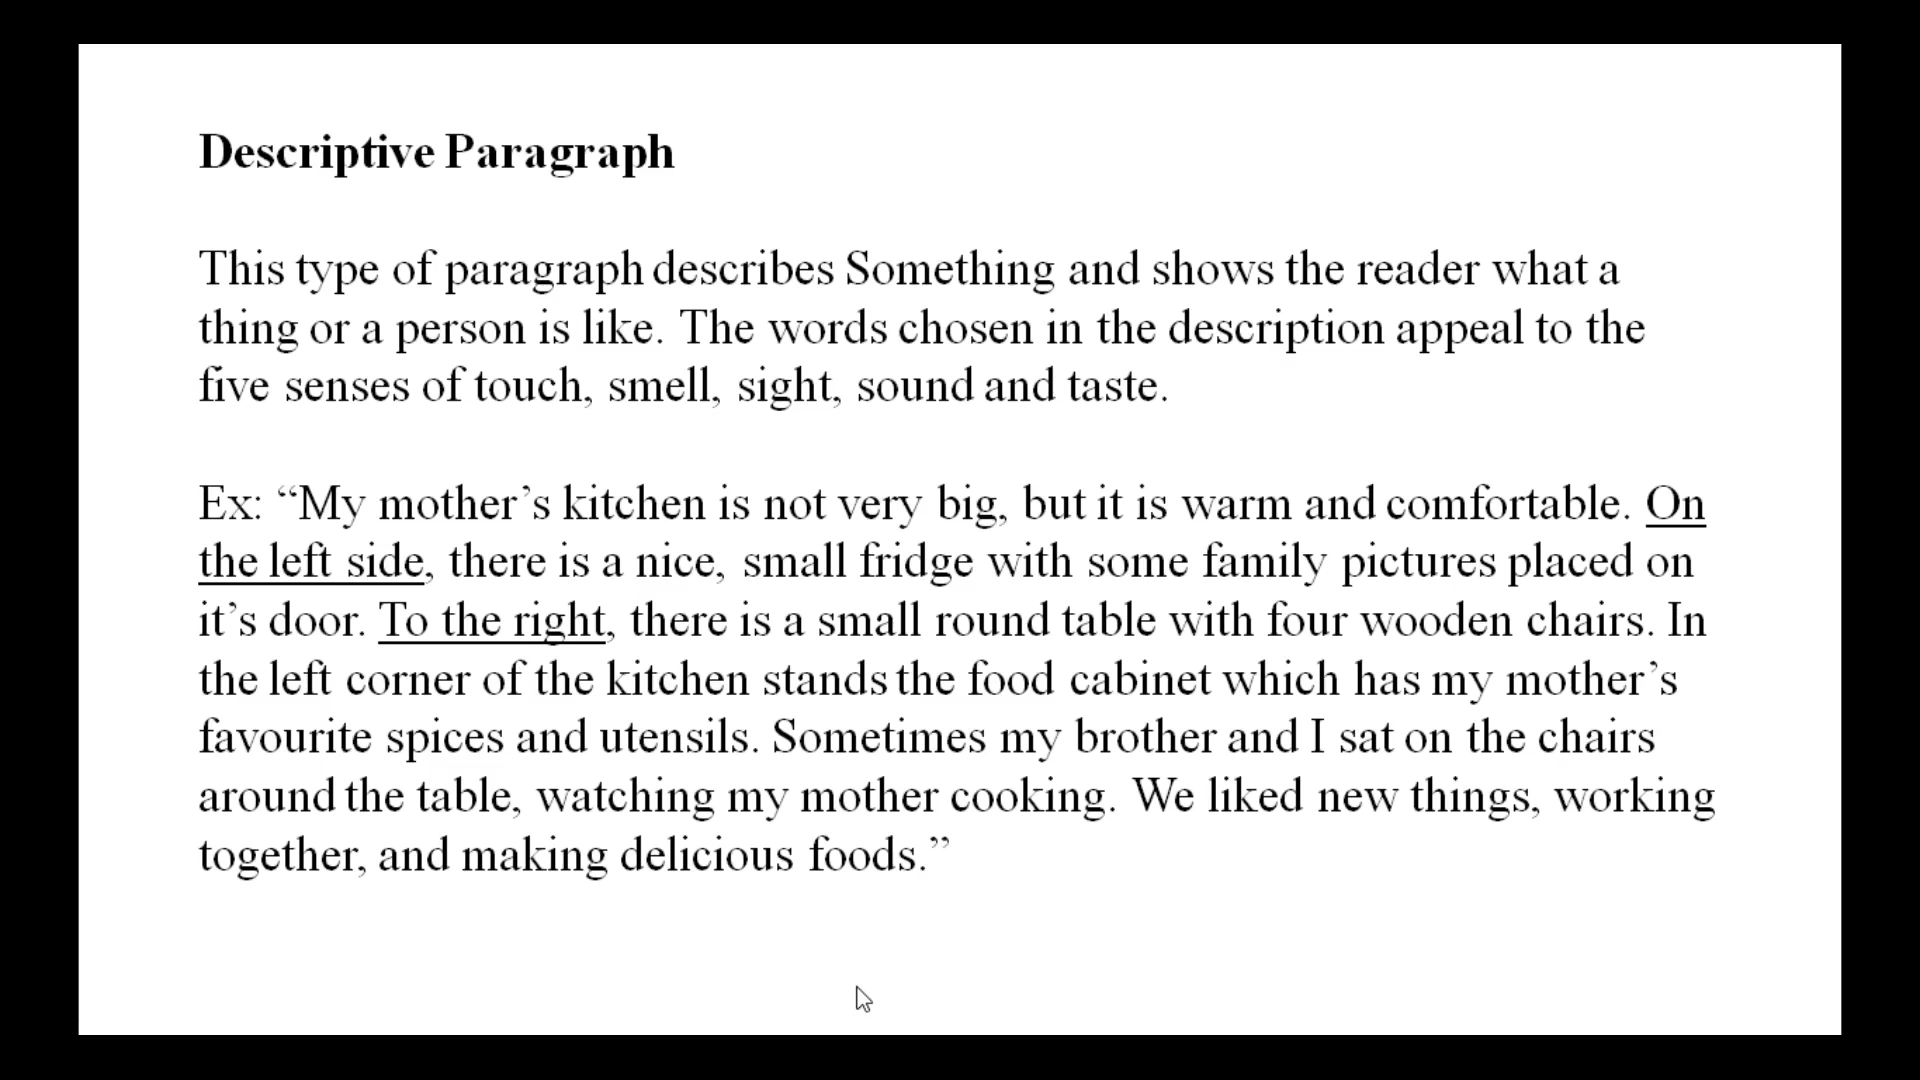 Descriptive Paragraph
This type of paragraph describes Something and shows the reader what a
thing or a person is like. The words chosen in the description appeal to the
five senses of touch, smell, sight, sound and taste.
Ex: “My mother’s kitchen is not very big, but it is warm and comfortable. On
the left side, there is a nice, small fridge with some family pictures placed on
it’s door. To the right, there is a small round table with four wooden chairs. In
the left corner of the kitchen stands the food cabinet which has my mother’s
favourite spices and utensils. Sometimes my brother and I sat on the chairs
around the table, watching my mother cooking. We liked new things, working
together, and making delicious foods.”